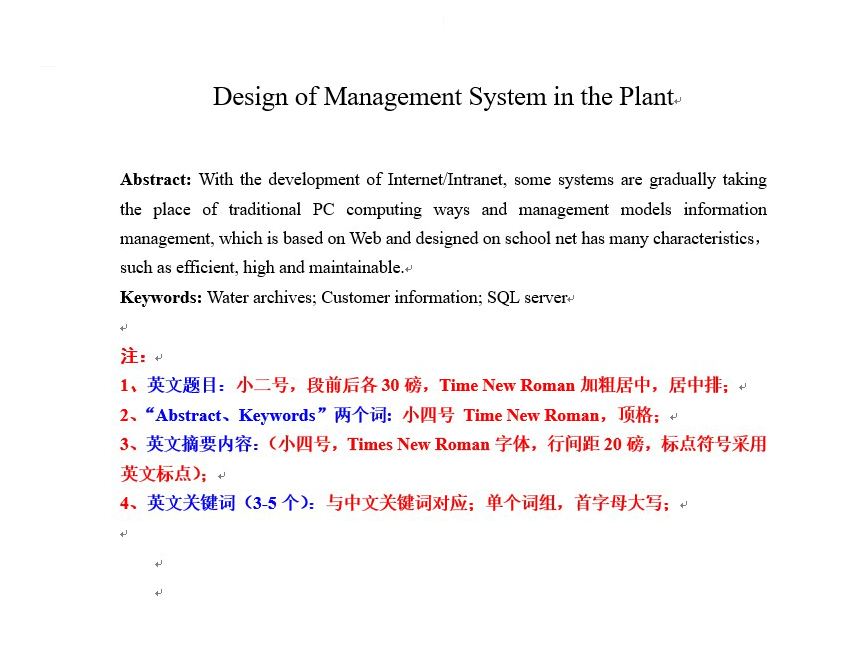 Design of Management System in the Plant
Abstract: With the development of Internet/Intranet, some systems are gradually taking
the place of traditional PC computing ways and management models information
management, which is based on Web and designed on school net has many characteristics，
such as efficient, high and maintainable.
Keywords: Water archives; Customer information; SQL server
注：
1、英文题目：小二号，段前后各 30 磅，Time New Roman 加粗居中，居中排；
2、“Abstract、Keywords”两个词：小四号 Time New Roman，顶格；
3、英文摘要内容：（小四号，Times New Roman 字体，行间距 20 磅，标点符号采用
英文标点）；
4、英文关键词（3-5 个）：与中文关键词对应；单个词组，首字母大写；